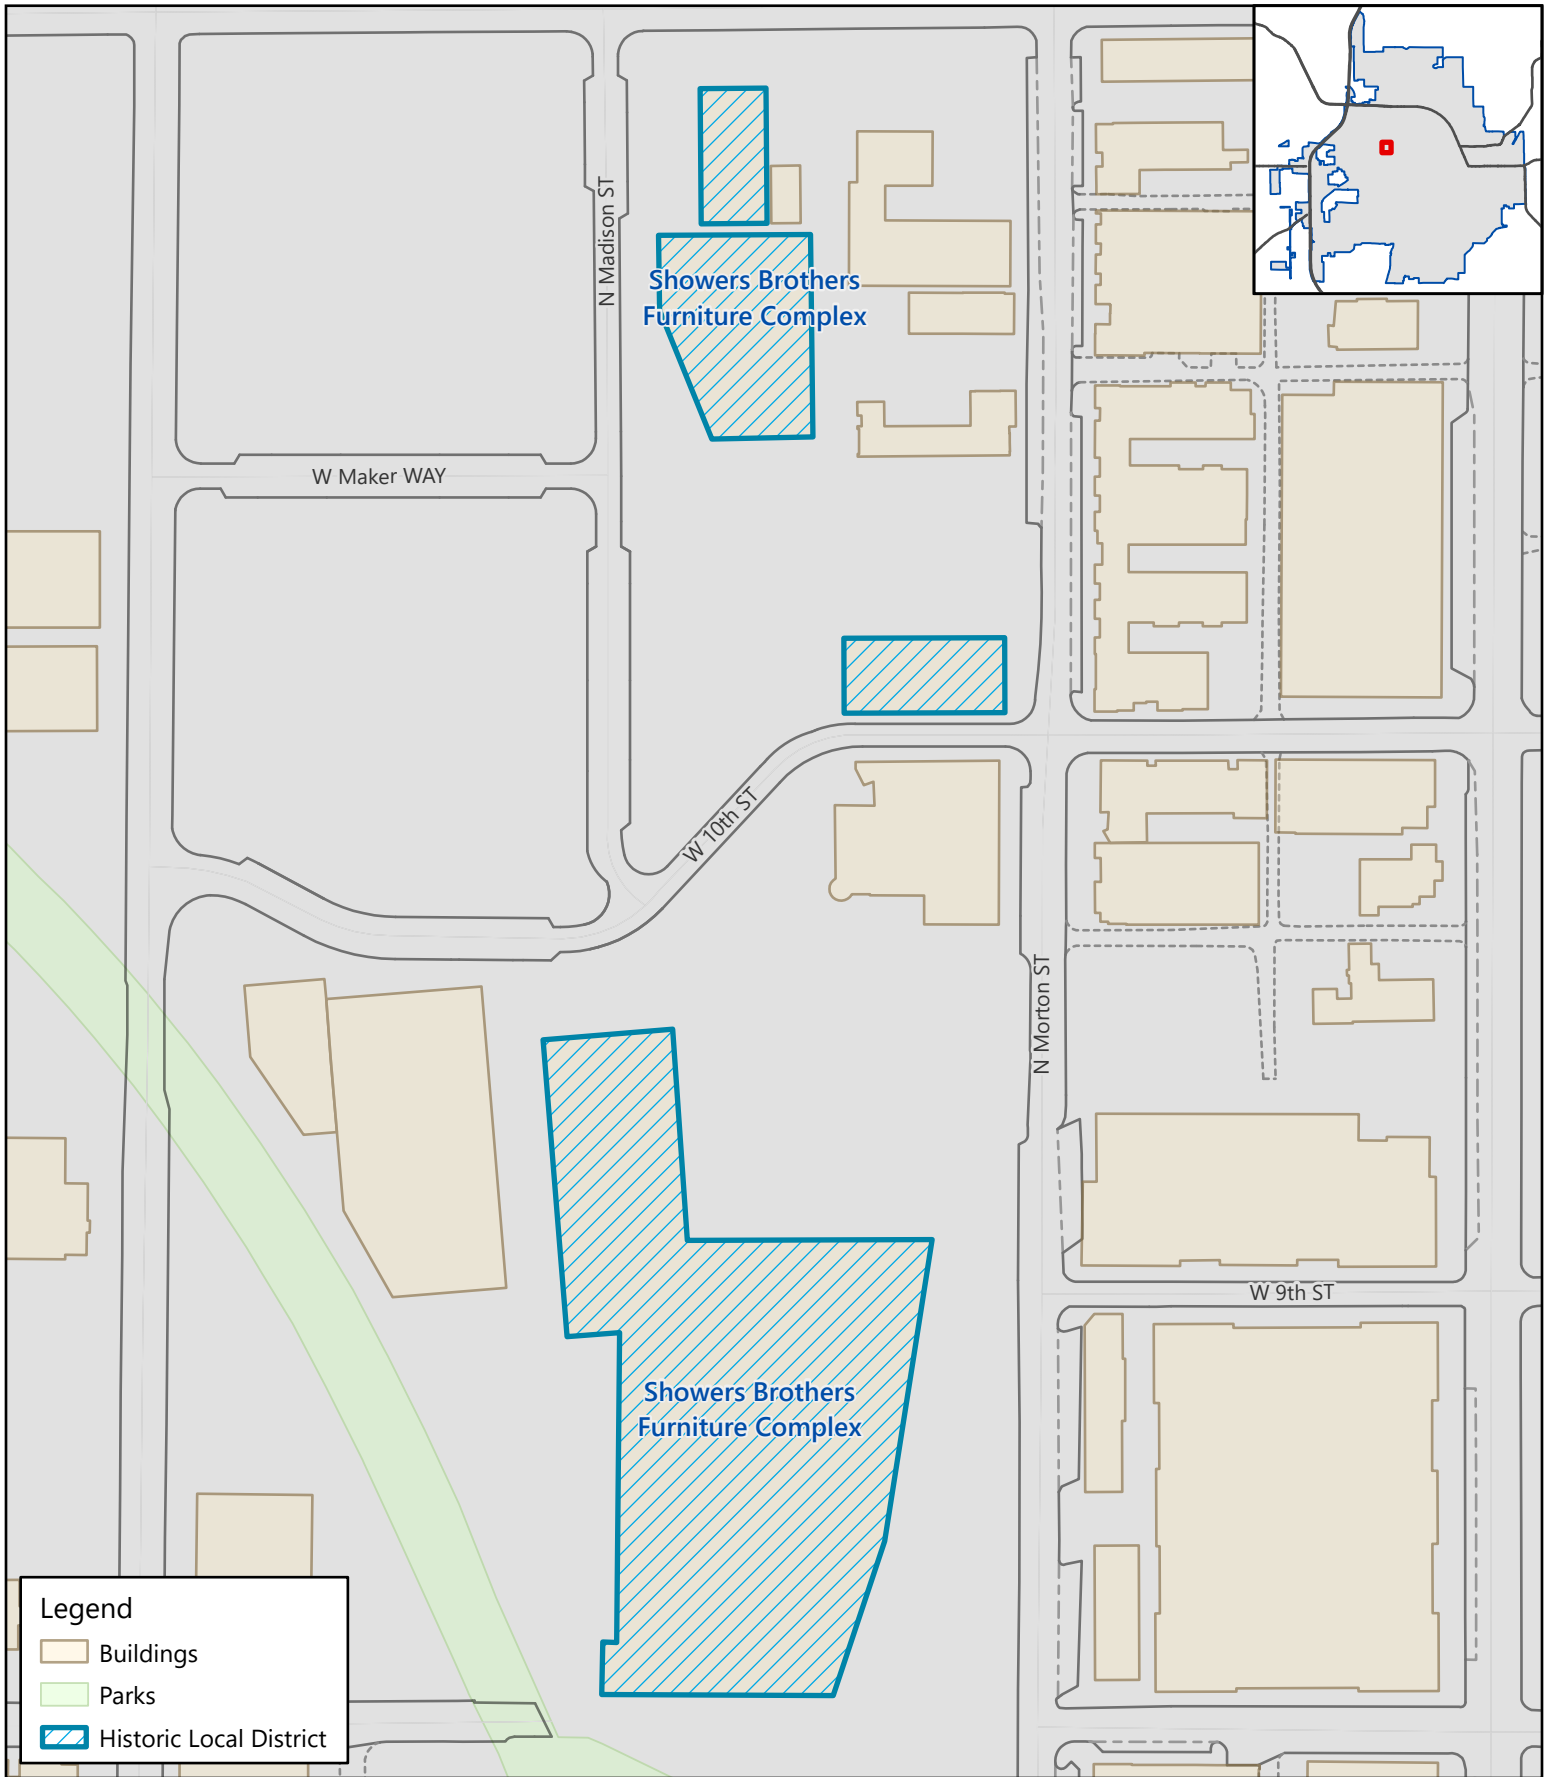 N Madison ST
Showers Brothers
Furniture Complex
W Maker WAY
W 10th ST
N Morton ST
W 9th ST
Showers Brothers
Furniture Complex
Legend
Buildings
Parks
Historic Local District